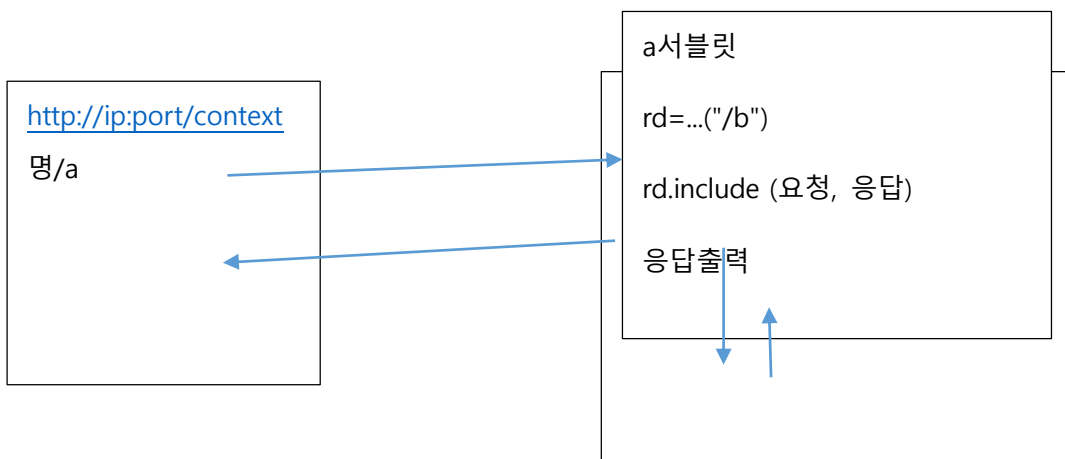 http://ip:port/context
명/a
a서블릿
rd=...("/b")
rd.include (요청, 응답)
응답출력